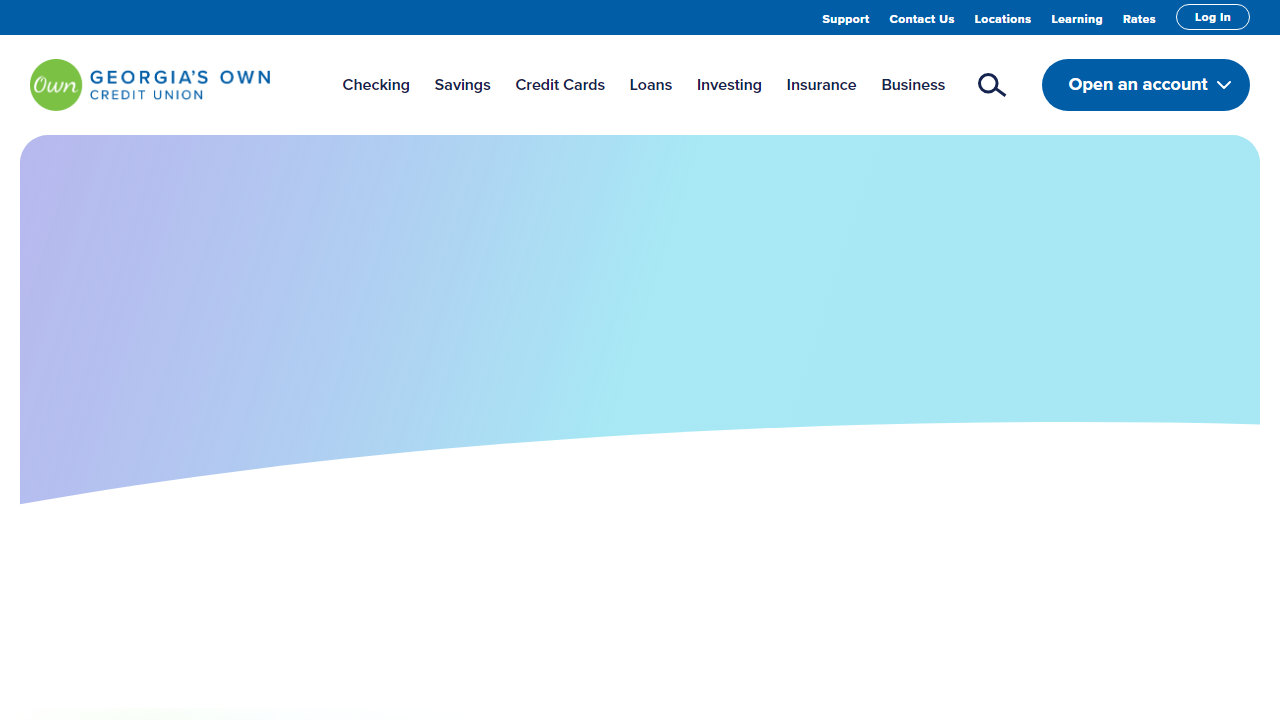 Support Contact Us Locations Learning Rates Log In
Own GEORGIA'S OWN
CREDIT UNION
Checking Savings Credit Cards Loans Investing Insurance Business Open an account